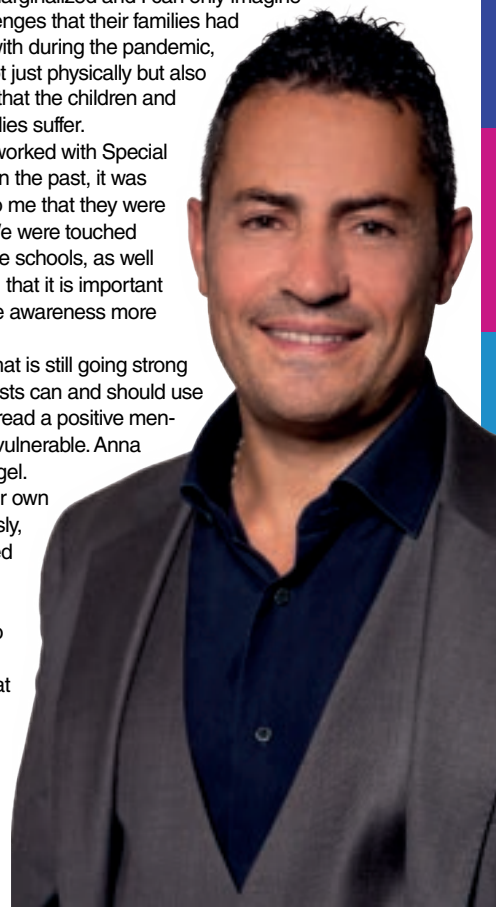 marginalized and I can only imagine
enges that their families had
with during the pandemic,
t just physically but also
that the children and
lies suffer.
worked with Special
n the past, it was
o me that they were
We were touched
e schools, as well
that it is important
e awareness more
hat is still going strong
sts can and should use
read a positive men-
vulnerable. Anna
gel.
r own
sly,
ed
o
at